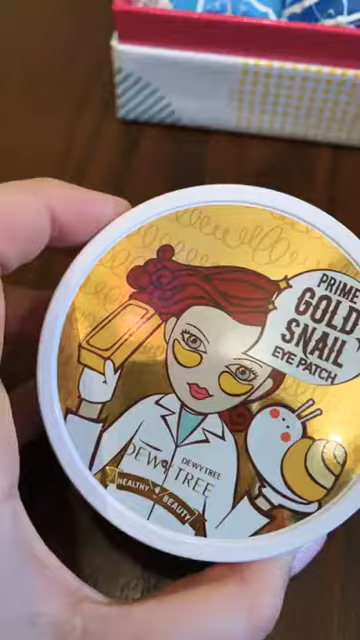 PRIME
GOLD
SNAIL
EYE PATCH
DEWYTREE
DEWYTREE
HEALTHY & BEAUTY